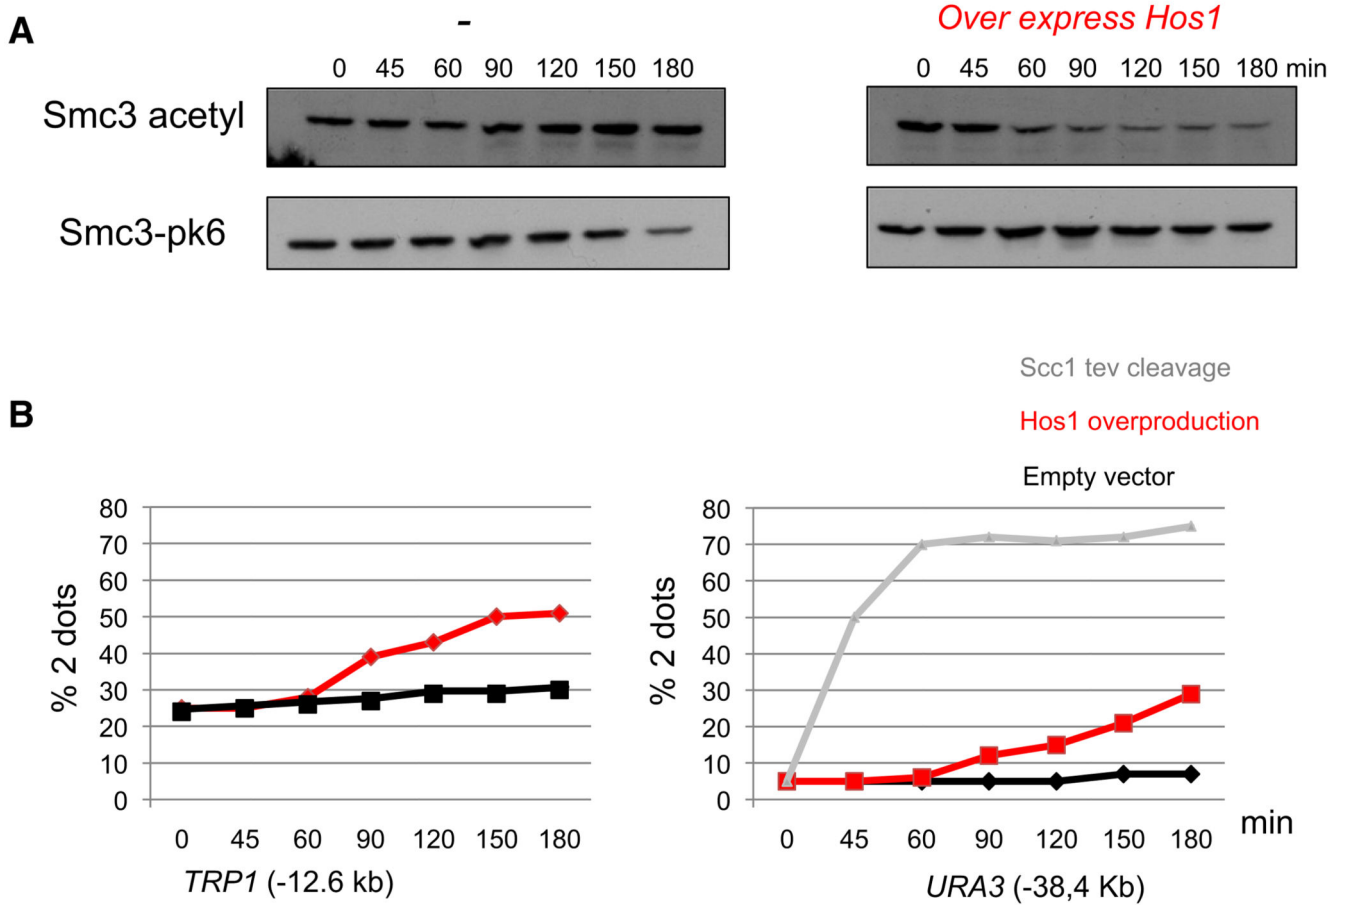 A
-
Over express Hos1
0 45 60 90 120 150 180
0 45 60 90 120 150 180 min
Smc3 acetyl
Smc3-pk6
B
Scc1 tev cleavage
Hos1 overproduction
Empty vector
% 2 dots
80
70
60
50
40
30
20
10
0
0 45 60 90 120 150 180
TRP1 (-12.6 kb)
% 2 dots
80
70
60
50
40
30
20
10
0
0 45 60 90 120 150 180
min
URA3 (-38,4 Kb)